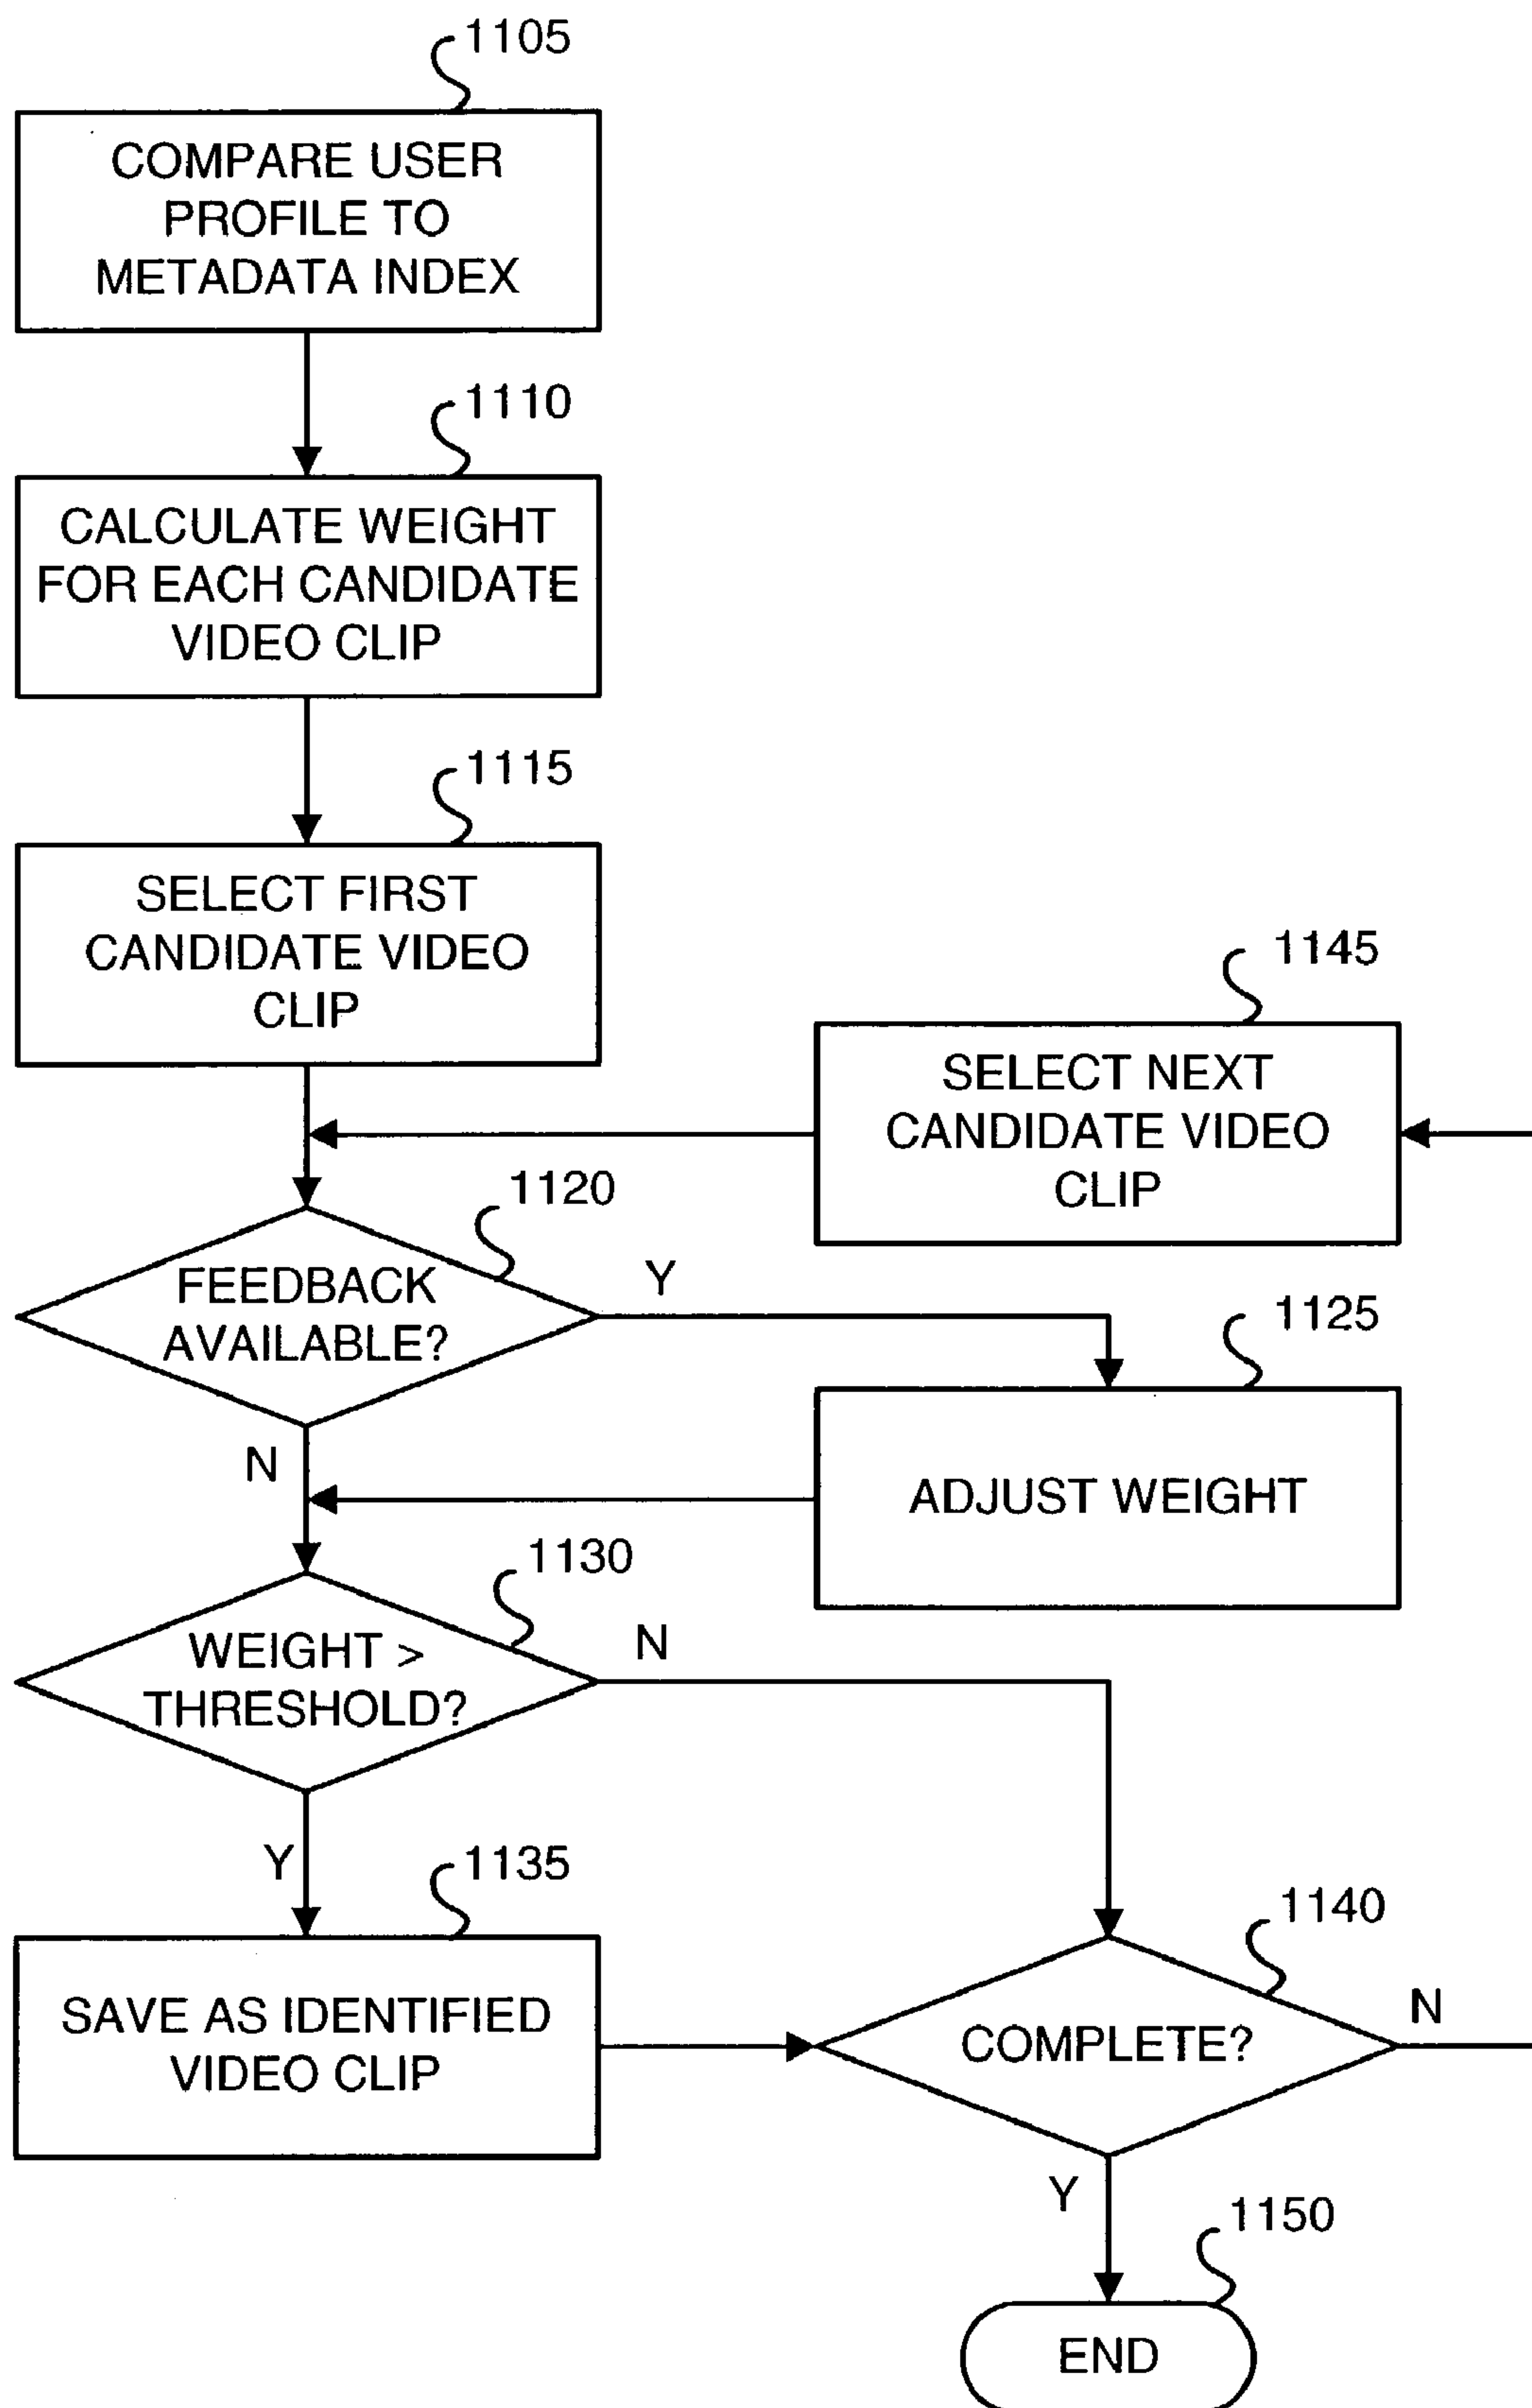 1105
COMPARE USER
PROFILE TO
METADATA INDEX
1110
CALCULATE WEIGHT
FOR EACH CANDIDATE
VIDEO CLIP
1115
SELECT FIRST
CANDIDATE VIDEO
CLIP
1145
SELECT NEXT
CANDIDATE VIDEO
CLIP
1120
FEEDBACK
AVAILABLE?
Y
N
1125
ADJUST WEIGHT
1130
WEIGHT >
THRESHOLD?
N
Y
1135
SAVE AS IDENTIFIED
VIDEO CLIP
1140
COMPLETE?
N
Y
1150
END